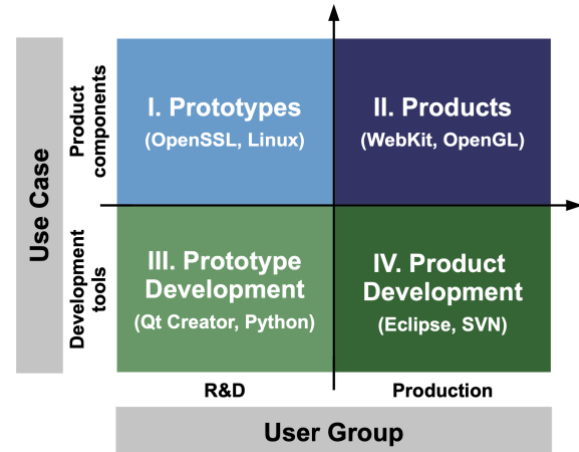 Use Case
Product
components
Development
tools
I. Prototypes
(OpenSSL, Linux)
II. Products
(WebKit, OpenGL)
III. Prototype
Development
(Qt Creator, Python)
IV. Product
Development
(Eclipse, SVN)
R&D
Production
User Group